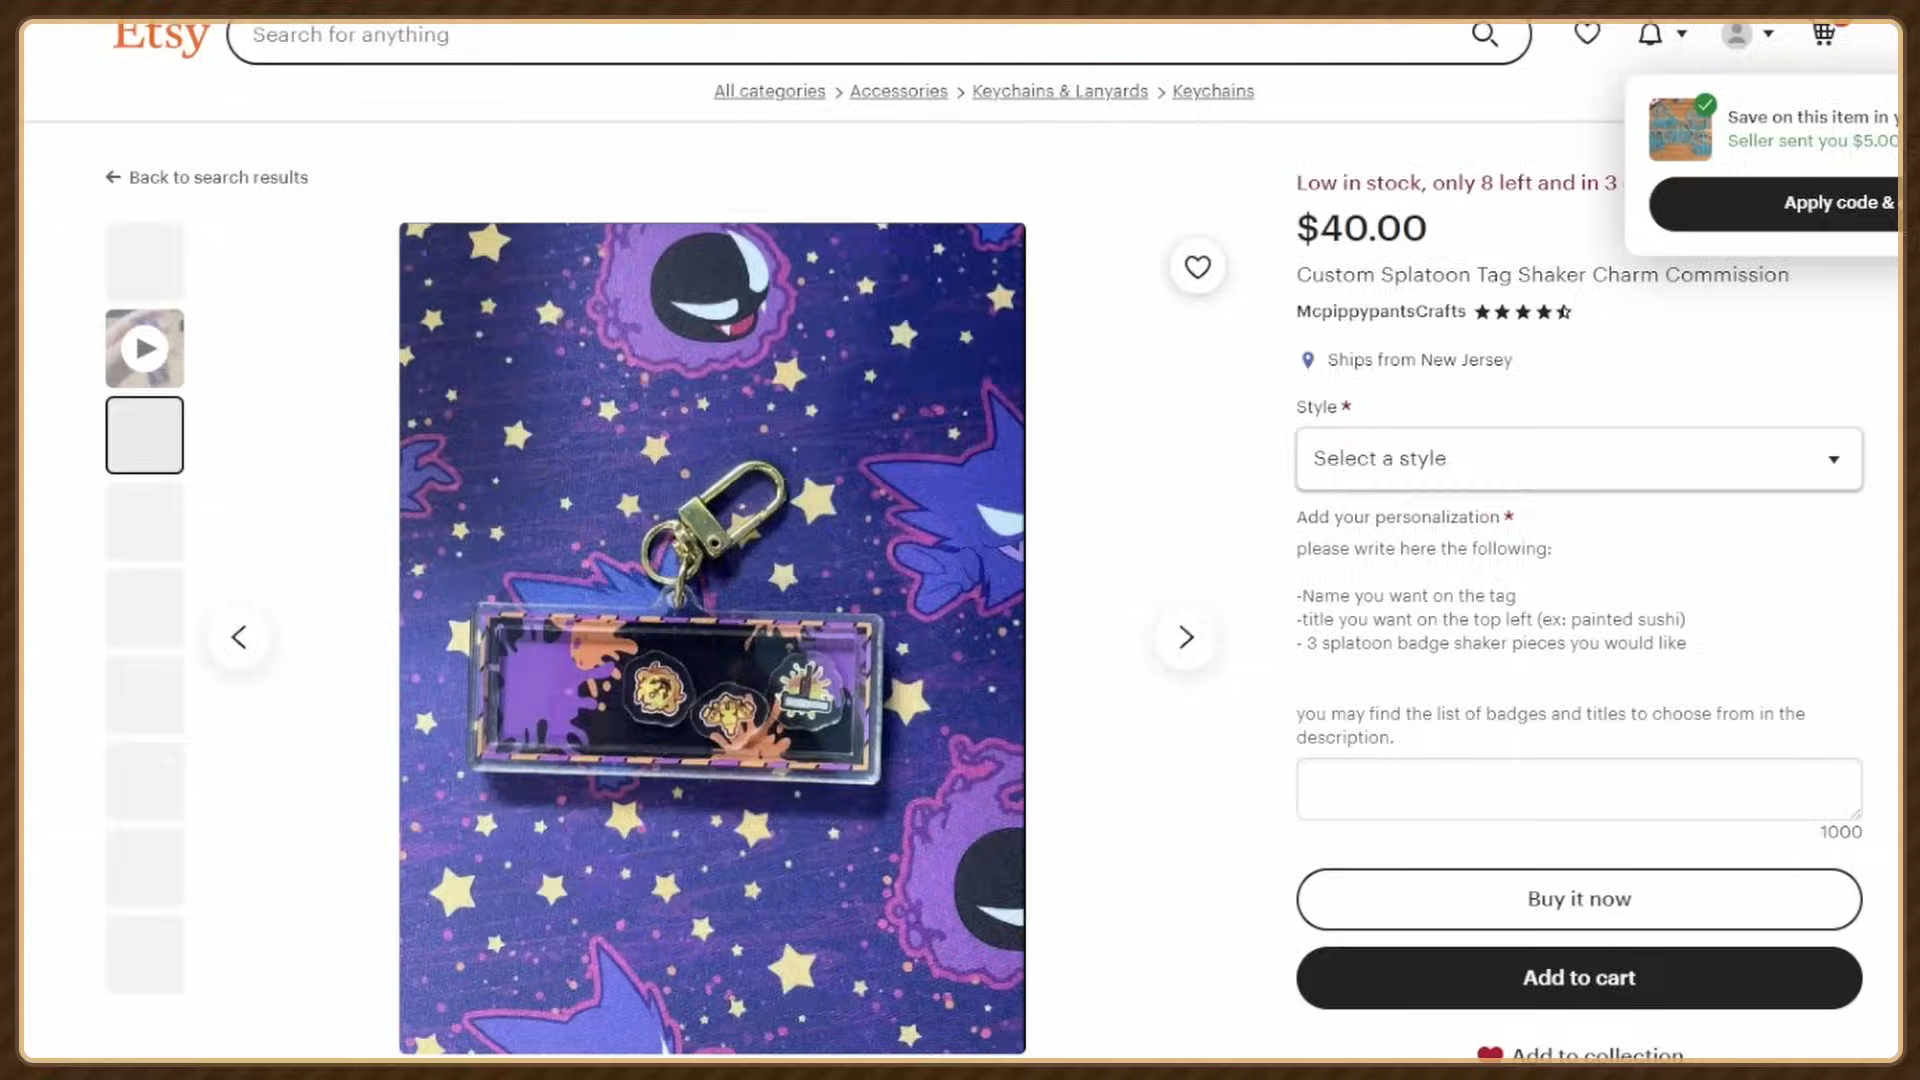 Etsy
Search for anything
All categories > Accessories > Keychains & Lanyards > Keychains
Save on this item in
Seller sent you $5.00
Apply code &
← Back to search results
Low in stock, only 8 left and in 3
$40.00
Custom Splatoon Tag Shaker Charm Commission
McpippypantsCrafts
Ships from New Jersey
Style *
Select a style
Add your personalization *
please write here the following:
-Name you want on the tag
-title you want on the top left (ex: painted sushi)
- 3 splatoon badge shaker pieces you would like
you may find the list of badges and titles to choose from in the
description.
1000
Buy it now
Add to cart
Add to collection